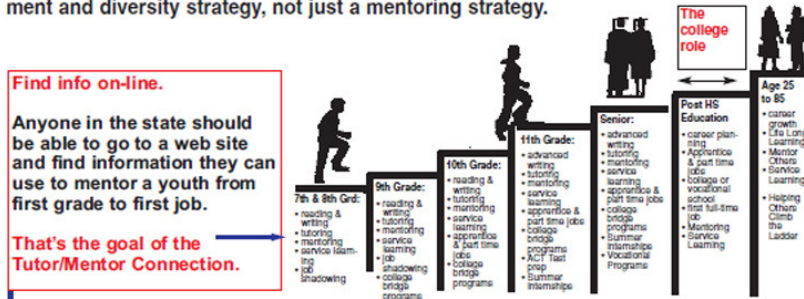 ment and diversity strategy, not just a mentoring strategy.
Find info on-line.
Anyone in the state should
be able to go to a web site
and find information they can
use to mentor a youth from
first grade to first job.
That's the goal of the
Tutor/Mentor Connection.
7th & 8th Grd:
• reading &
writing
• tutoring
• mentoring
• service learn-
ing
• job
shadowing
9th Grade:
• reading &
writing
• tutoring
• mentoring
• service
learning
• job
shadowing
• college
bridge
programs
10th Grade:
• reading &
writing
• tutoring
• mentoring
• service
learning
• apprentice
& part time
jobs
• college
bridge
programs
11th Grade:
• advanced
writing
• tutoring
• mentoring
• service
learning
• apprentice &
part time jobs
• college
bridge
programs
• ACT Test
prep
• Summer
Internships
Senior:
• advanced
writing
• tutoring
• mentoring
• service
learning
• apprentice &
part time jobs
• college
bridge
programs
• Summer
Internships
• Vocational
Programs
The
college
role
Post HS
Education
• career plan-
ning
• Apprentice
& part time
jobs
• college or
vocational
school
• first full-time
job
• Mentoring
• Service
Learning
Age 25
to 85
• career
growth
• Life Long
Learning
• Mentor
Others
• Service
Learning
• Helping
Others
Climb
the
Ladder